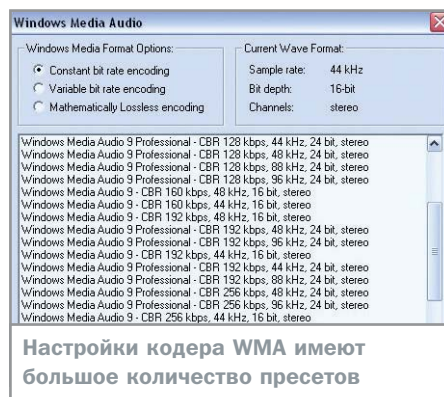 Windows Media Audio
Windows Media Format Options:
Constant bit rate encoding
Variable bit rate encoding
Mathematically Lossless encoding
Current Wave Format:
Sample rate: 44 kHz
Bit depth: 16-bit
Channels: stereo
Windows Media Audio 9 Professional - CBR 128 kbps, 44 kHz, 24 bit, stereo
Windows Media Audio 9 Professional - CBR 128 kbps, 48 kHz, 24 bit, stereo
Windows Media Audio 9 Professional - CBR 128 kbps, 88 kHz, 24 bit, stereo
Windows Media Audio 9 Professional - CBR 128 kbps, 96 kHz, 24 bit, stereo
Windows Media Audio 9 - CBR 160 kbps, 48 kHz, 16 bit, stereo
Windows Media Audio 9 - CBR 160 kbps, 44 kHz, 16 bit, stereo
Windows Media Audio 9 - CBR 192 kbps, 48 kHz, 16 bit, stereo
Windows Media Audio 9 Professional - CBR 192 kbps, 48 kHz, 24 bit, stereo
Windows Media Audio 9 Professional - CBR 192 kbps, 96 kHz, 24 bit, stereo
Windows Media Audio 9 - CBR 192 kbps, 44 kHz, 16 bit, stereo
Windows Media Audio 9 Professional - CBR 192 kbps, 44 kHz, 24 bit, stereo
Windows Media Audio 9 Professional - CBR 192 kbps, 88 kHz, 24 bit, stereo
Windows Media Audio 9 Professional - CBR 256 kbps, 48 kHz, 24 bit, stereo
Windows Media Audio 9 Professional - CBR 256 kbps, 96 kHz, 24 bit, stereo
Windows Media Audio 9 - CBR 256 kbps, 44 kHz, 16 bit, stereo
Настройки кодера WMA имеют
большое количество пресетов